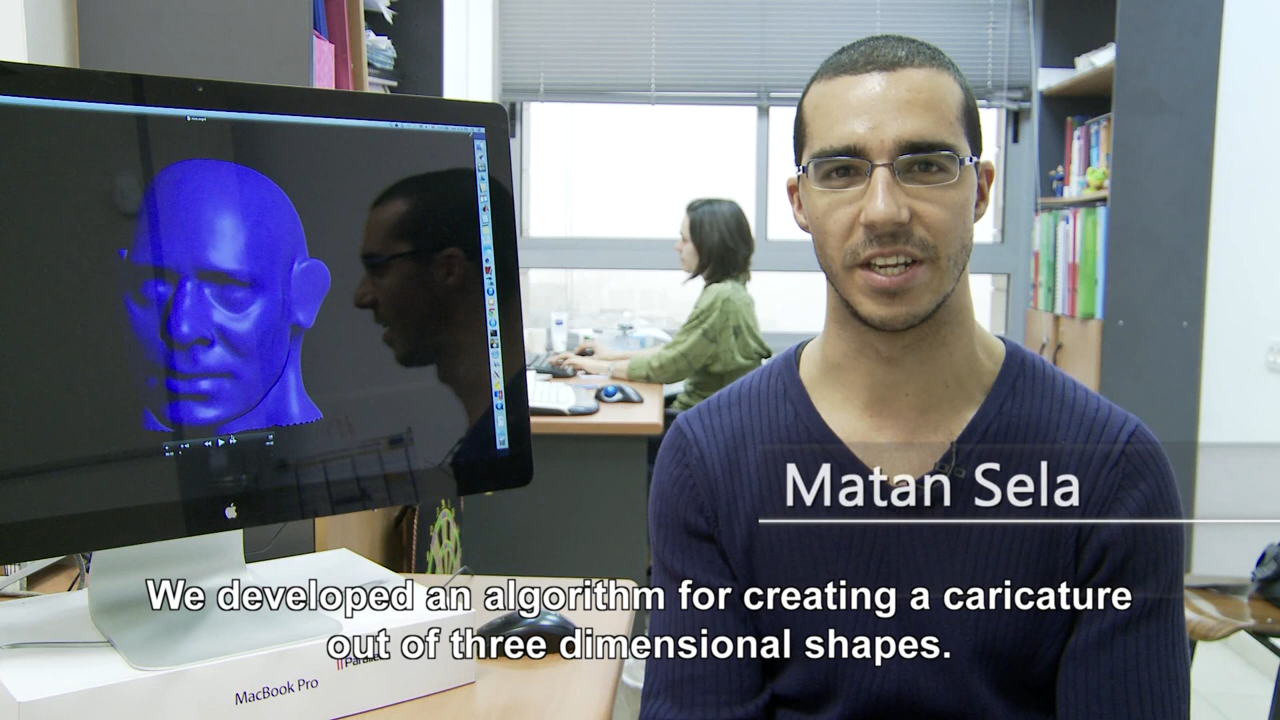 Matan Sela
We developed an algorithm for creating a caricature
out of three dimensional shapes.
MacBook Pro